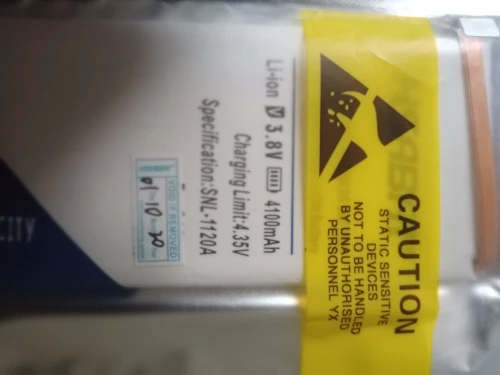 Li-ion 3.8V 4100mAh
Charging Limit:4.35V
Specification:SNL-1120A
VOID IF REMOVED
01-10-20
CITY
CAUTION
STATIC SENSITIVE
DEVICES
NOT TO BE HANDLED
BY UNAUTHORISED
PERSONNEL YX